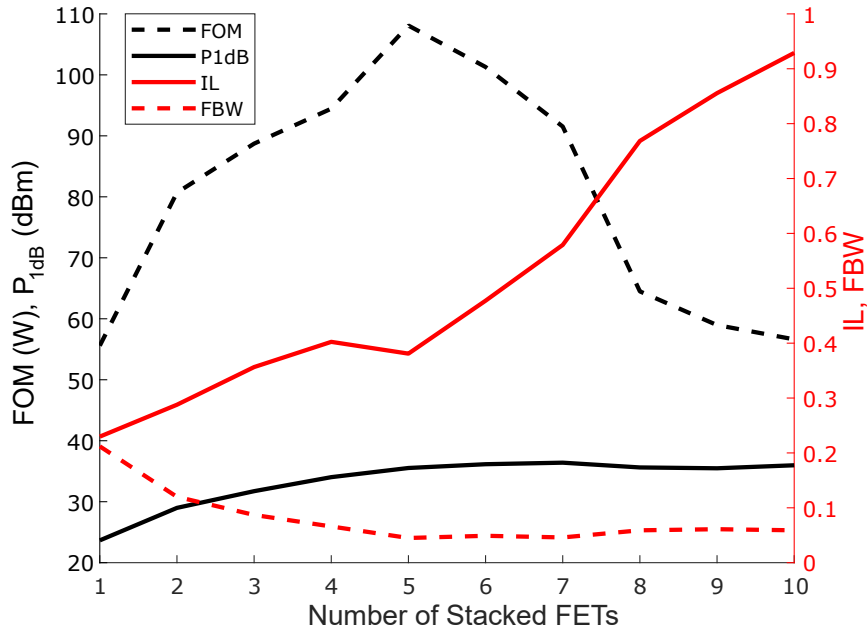 110
100
90
80
70
60
50
40
30
20
FOM (W), P1dB (dBm)
FOM
P1dB
IL
FBW
1
0.9
0.8
0.7
0.6
0.5
0.4
0.3
0.2
0.1
0
IL, FBW
1 2 3 4 5 6 7 8 9 10
Number of Stacked FETs